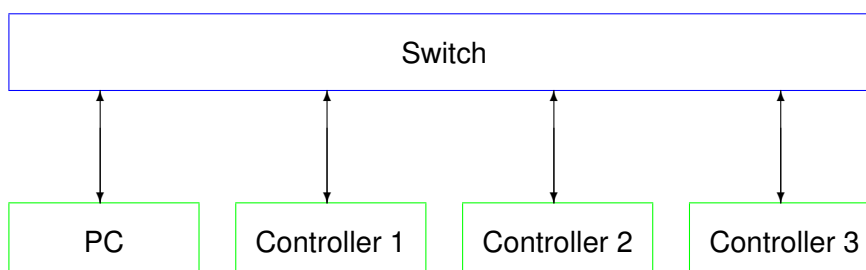 Switch
PC
Controller 1
Controller 2
Controller 3